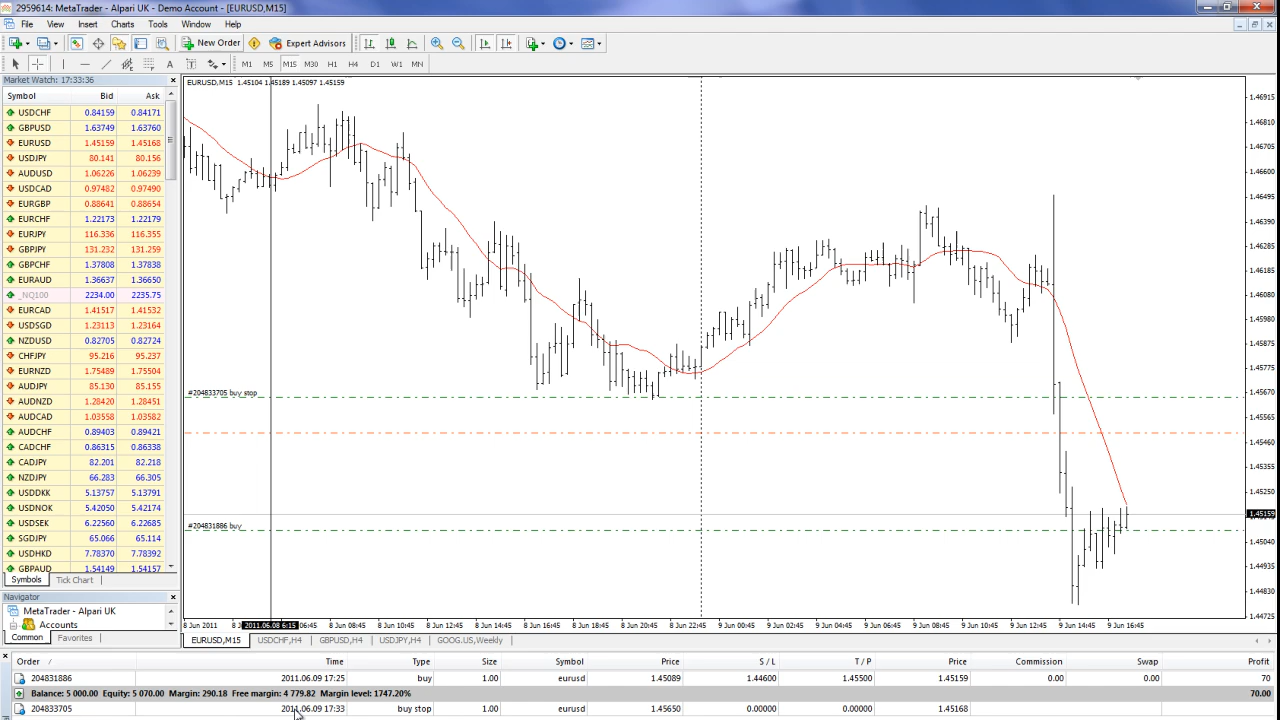 2959614: MetaTrader - Alpari UK - Demo Account - [EURUSD,M15]
File View Insert Charts Tools Window Help
New Order Expert Advisors
A T M1 M5 M15 M30 H1 H4 D1 W1 MN
Market Watch: 17:33:36
Symbol Bid Ask
USDCHF 0.84159 0.84171
GBPUSD 1.63749 1.63760
EURUSD 1.45159 1.45168
USDJPY 80.141 80.156
AUDUSD 1.06226 1.06239
USDCAD 0.97482 0.97490
EURGBP 0.88641 0.88654
EURCHF 1.22173 1.22179
EURJPY 116.336 116.355
GBPJPY 131.232 131.259
GBPCHF 1.37808 1.37838
EURAUD 1.36637 1.36650
_NQ100 2234.00 2235.75
EURCAD 1.41517 1.41532
USDSGD 1.23113 1.23164
NZDUSD 0.82705 0.82724
CHFJPY 95.216 95.237
EURNZD 1.75489 1.75504
AUDJPY 85.130 85.155
AUDNZD 1.28420 1.28451
AUDCAD 1.03558 1.03582
AUDCHF 0.89403 0.89421
CADCHF 0.86315 0.86338
CADJPY 82.201 82.218
NZDJPY 66.283 66.305
USDDKK 5.13757 5.13791
USDNOK 5.42050 5.42174
USDSEK 6.22560 6.22685
SGDJPY 65.066 65.114
USDHKD 7.78370 7.78392
GBPAUD 1.54149 1.54157
Symbols Tick Chart
Navigator
MetaTrader - Alpari UK
Accounts
Common Favorites
EURUSD,M15 1.45104 1.45189 1.45097 1.45159
#204833705 buy stop
#204831886 buy
1.46915
1.46810
1.46705
1.46600
1.46495
1.46390
1.46285
1.46185
1.46080
1.45980
1.45875
1.45775
1.45670
1.45460
1.45355
1.45250
1.45159
1.45040
1.44935
1.44830
1.44725
8 Jun 2011 2011.06.08 6:15 06:45 8 Jun 08:45 8 Jun 10:45 8 Jun 12:45 8 Jun 14:45 8 Jun 16:45 8 Jun 18:45 8 Jun 20:45 8 Jun 22:45 9 Jun 00:45 9 Jun 02:45 9 Jun 04:45 9 Jun 06:45 9 Jun 08:45 9 Jun 10:45 9 Jun 12:45 9 Jun 14:45 9 Jun 16:45
EURUSD,M15 USDCHF,H4 GBPUSD,H4 USDJPY,H4 GOOG.US,Weekly
Order Time Type Size Symbol Price S / L T / P Price Commission Swap Profit
204831886 2011.06.09 17:25 buy 1.00 eurusd 1.45089 1.44600 1.45500 1.45159 0.00 0.00 70
Balance: 5 000.00 Equity: 5 070.00 Margin: 290.18 Free margin: 4 779.82 Margin level: 1747.20% 70.00
204833705 2011.06.09 17:33 buy stop 1.00 eurusd 1.45650 0.00000 0.00000 1.45168